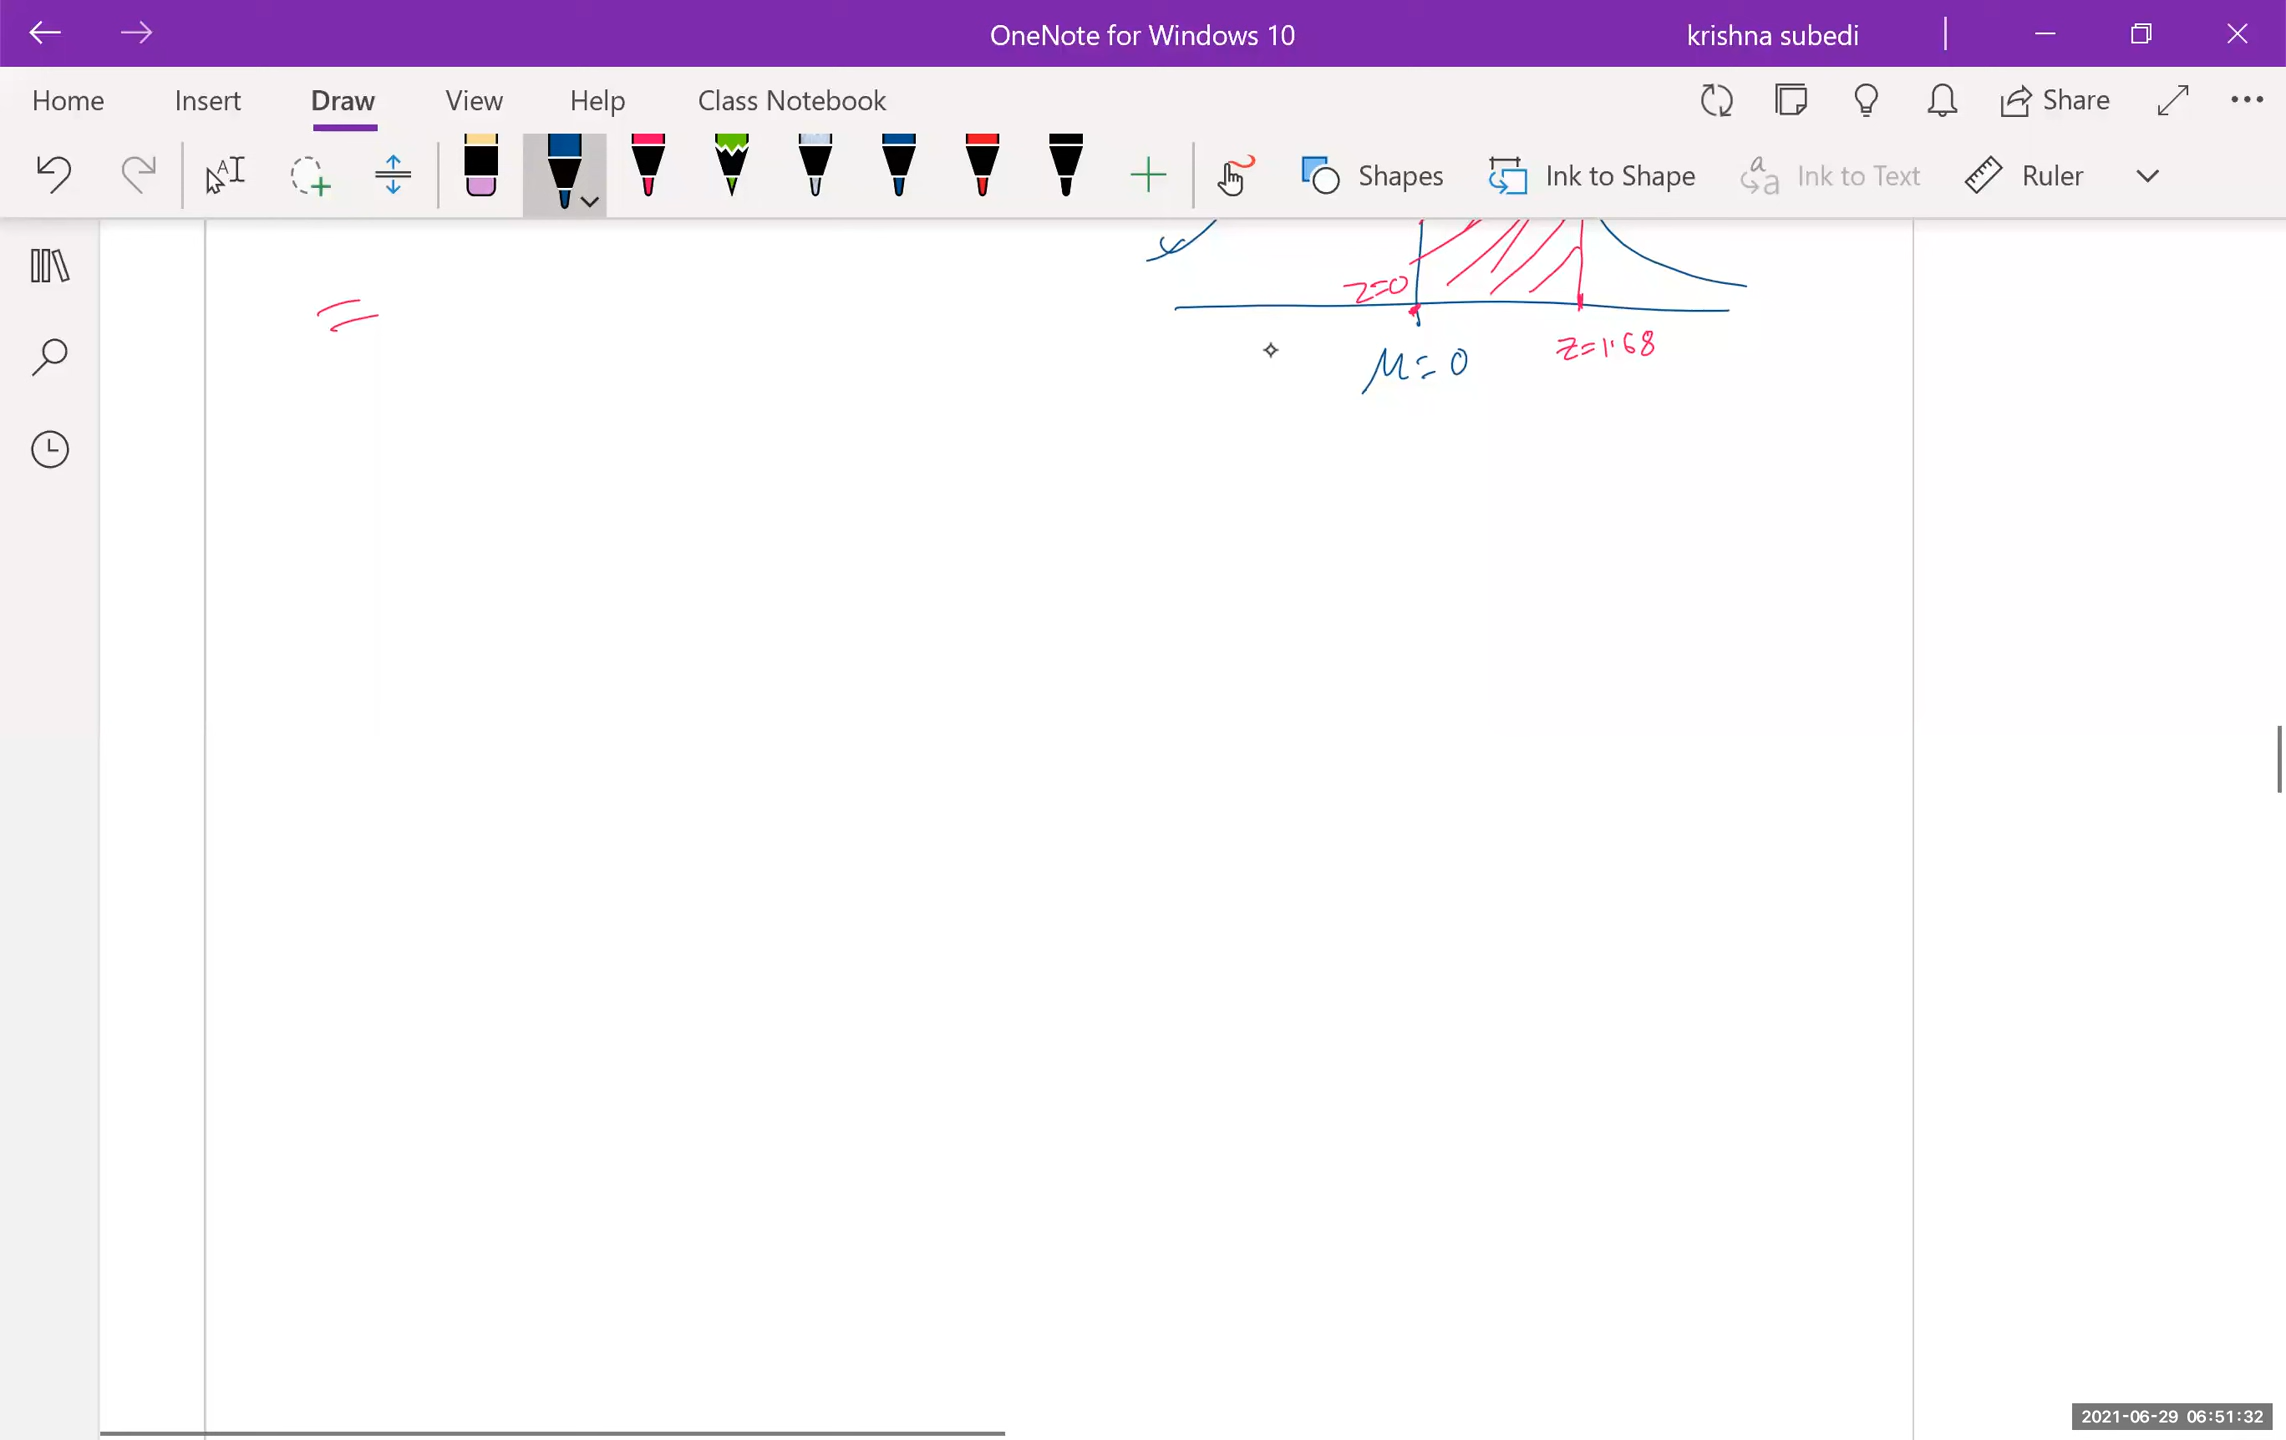 OneNote for Windows 10
krishna subedi
Home Insert Draw View Help Class Notebook
Share
Shapes
Ink to Shape
Ink to Text
Ruler
z=0
z=1.68
μ=0
2021-06-29 06:51:32